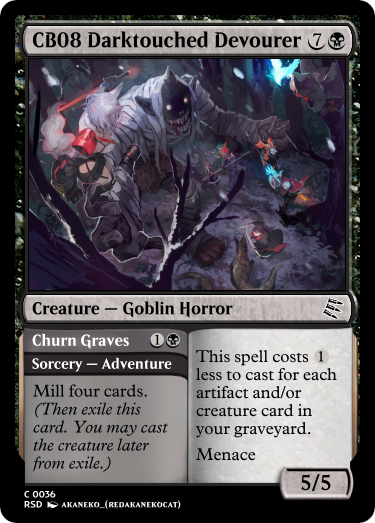 CB08 Darktouched Devourer 7
Creature — Goblin Horror
Churn Graves 1
Sorcery — Adventure
Mill four cards.
(Then exile this
card. You may cast
the creature later
from exile.)
This spell costs 1
less to cast for each
artifact and/or
creature card in
your graveyard.
Menace
5/5
C 0036
RSD AKANEKO_(REDAKANEKOCAT)